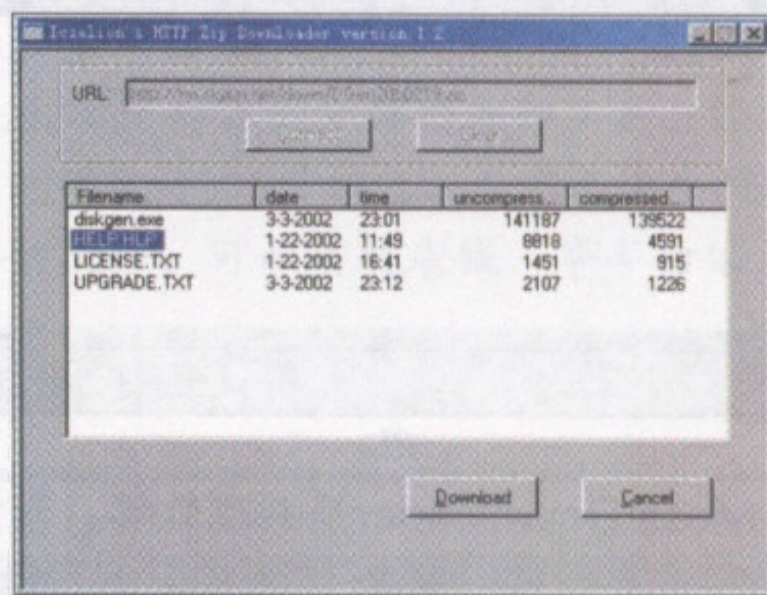 Iczelion's HTTP Zip Downloader version 1.2
URL
Filename date time uncompress... compressed...
diskgen.exe 3-3-2002 23:01 141187 139522
HELP.HLP 1-22-2002 11:49 8818 4591
LICENSE.TXT 1-22-2002 16:41 1451 915
UPGRADE.TXT 3-3-2002 23:12 2107 1226
Download Cancel